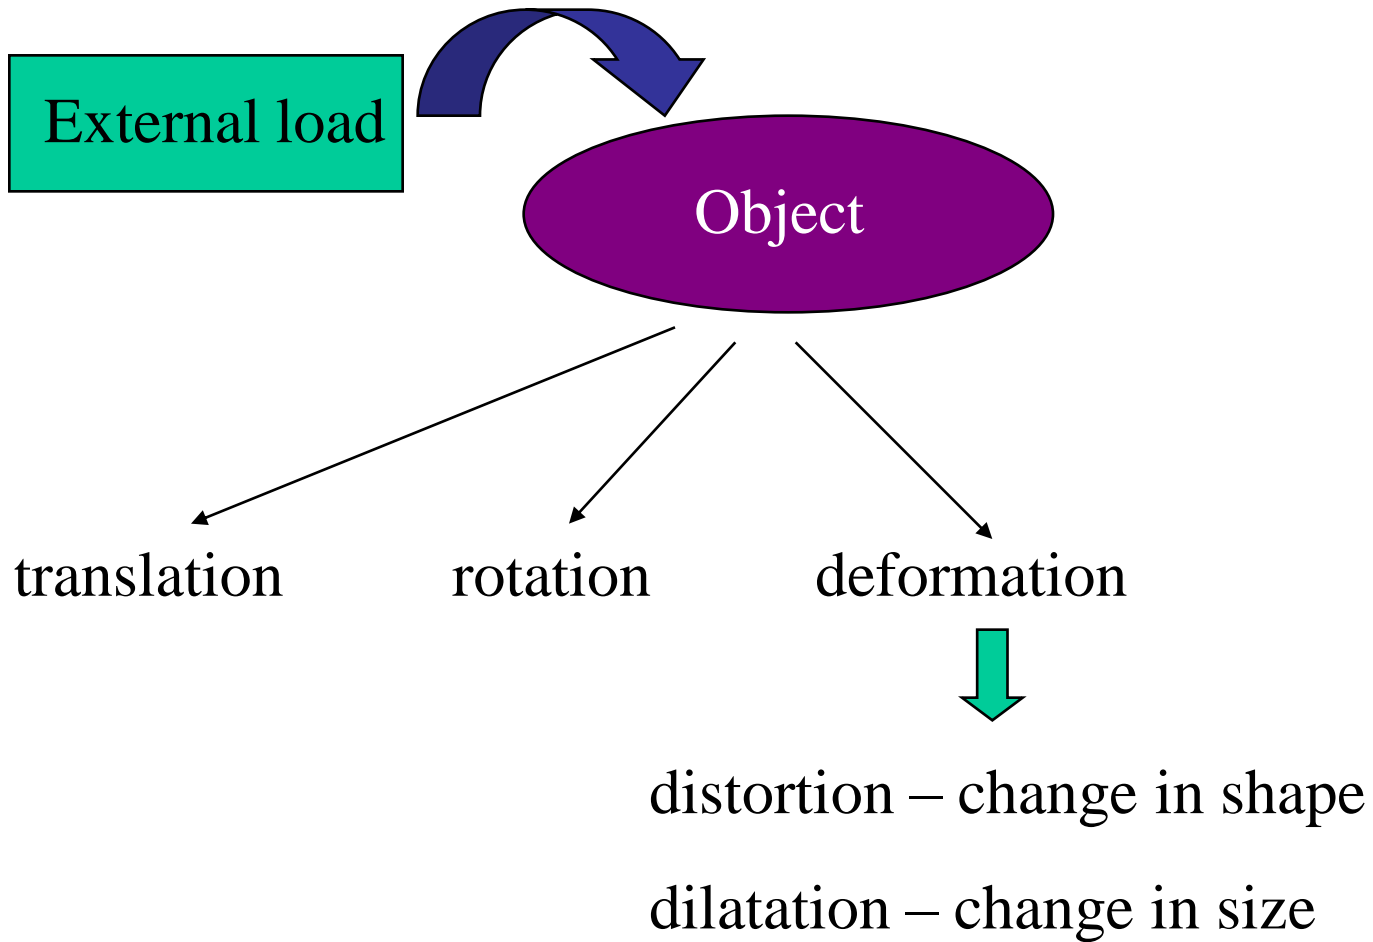 External load
Object
translation rotation deformation
distortion – change in shape
dilatation – change in size